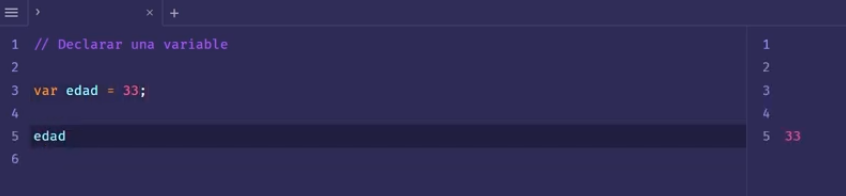 1 // Declarar una variable
2
3 var edad = 33;
4
5 edad
6
1
2
3
4
5 33